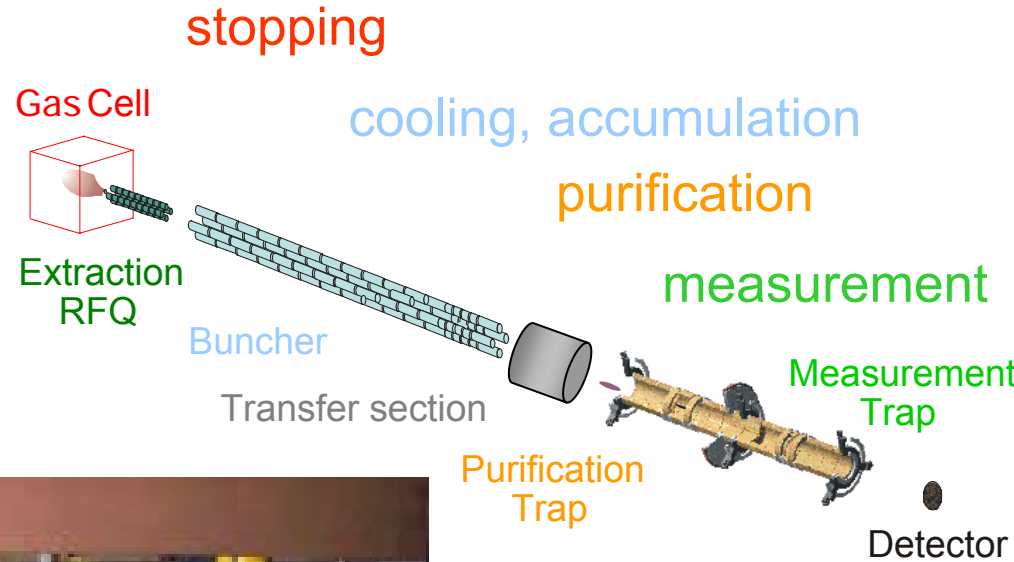 stopping
Gas Cell
cooling, accumulation
purification
Extraction
RFQ
measurement
Buncher
Measurement
Trap
Transfer section
Purification
Trap
Detector